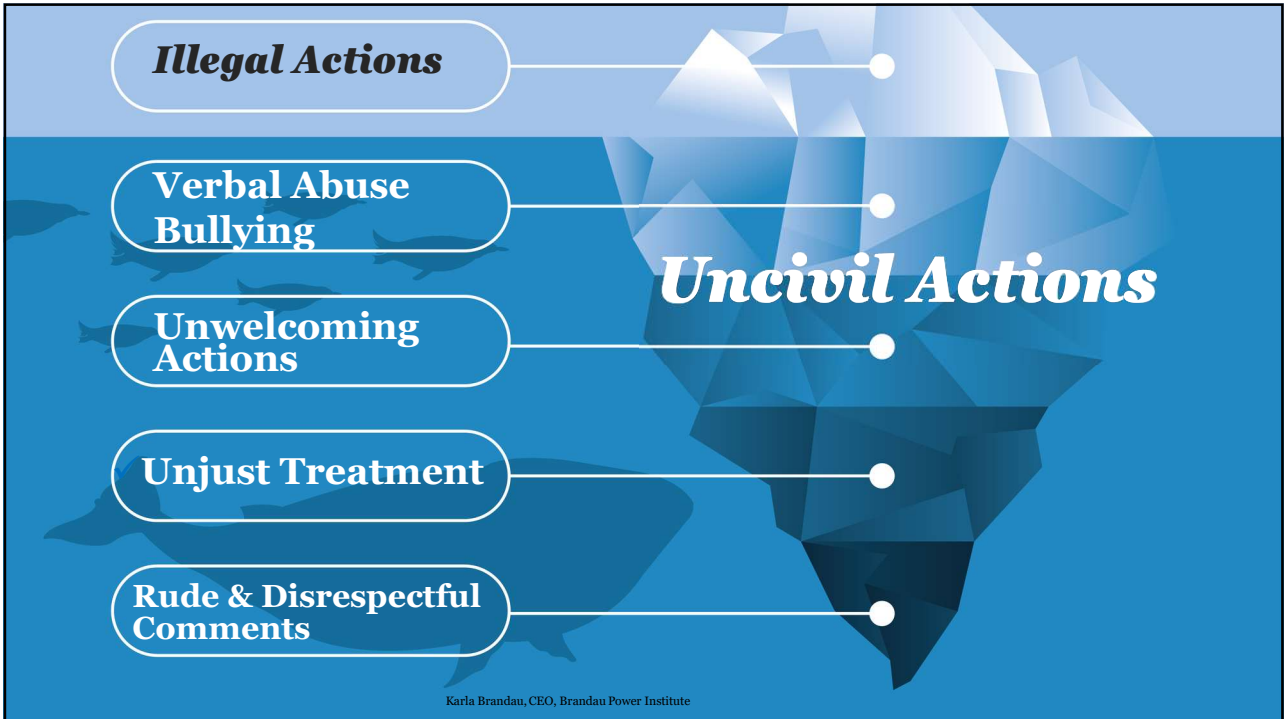 Illegal Actions
Verbal Abuse
Bullying
Uncivil Actions
Unwelcoming
Actions
Unjust Treatment
Rude & Disrespectful
Comments
Karla Brandau, CEO, Brandau Power Institute